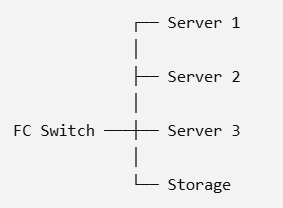 Server 1
Server 2
FC Switch Server 3
Storage